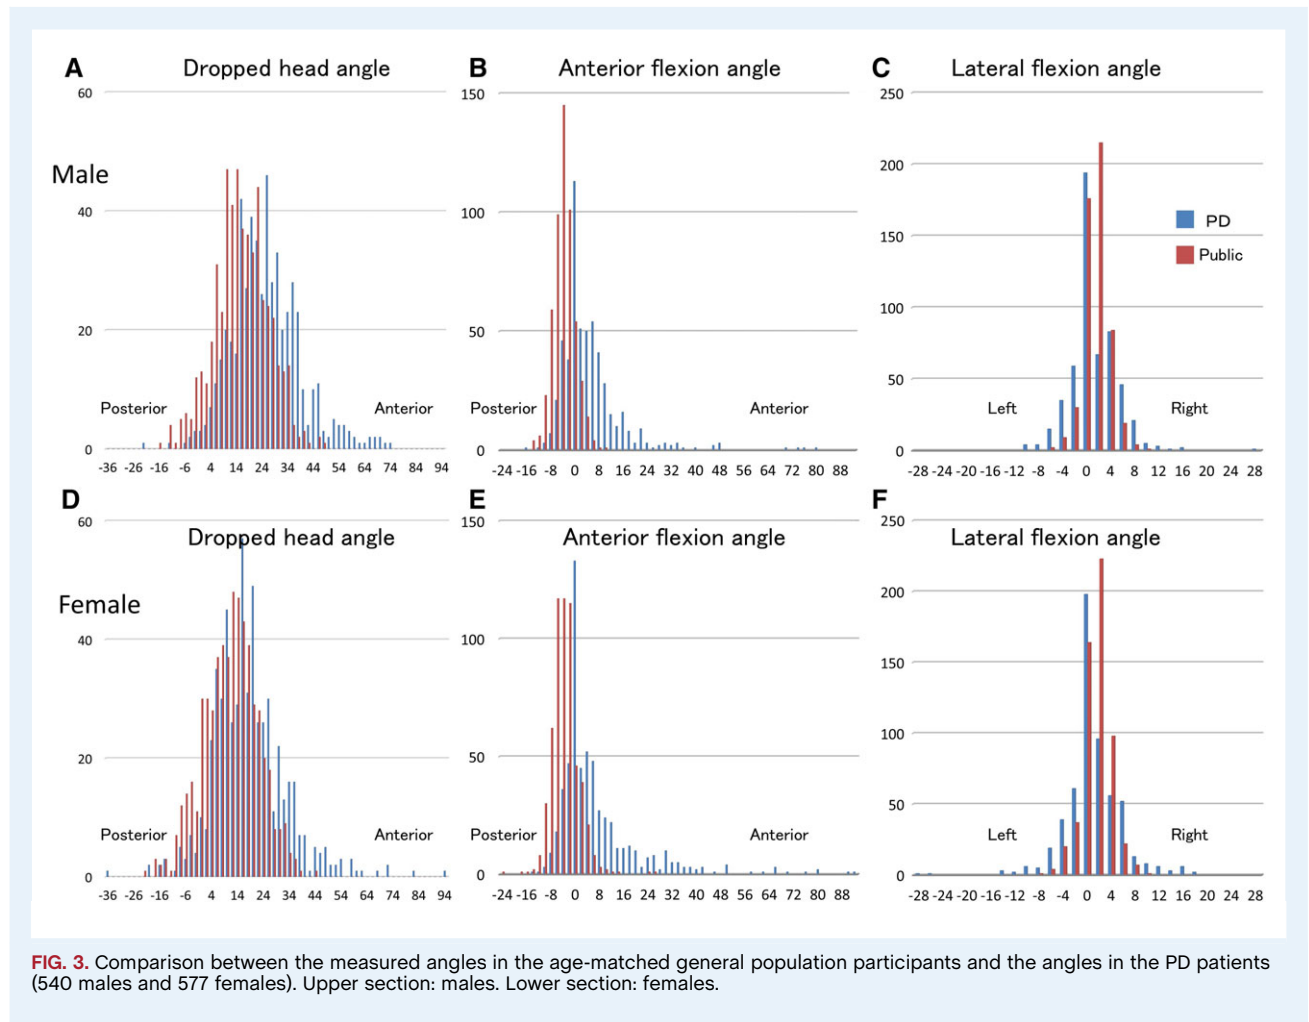 A
Dropped head angle
60
Male
40
20
Posterior
Anterior
0
-36 -26 -16 -6 4 14 24 34 44 54 64 74 84 94
B
Anterior flexion angle
150
100
50
Posterior
Anterior
0
-24 -16 -8 0 8 16 24 32 40 48 56 64 72 80 88
C
Lateral flexion angle
250
200
PD
Public
150
100
50
Left
Right
0
-28 -24 -20 -16 -12 -8 -4 0 4 8 12 16 20 24 28
D
60
Dropped head angle
Female
40
20
Posterior
Anterior
0
-36 -26 -16 -6 4 14 24 34 44 54 64 74 84 94
E
150
Anterior flexion angle
100
50
Posterior
Anterior
0
-24 -16 -8 0 8 16 24 32 40 48 56 64 72 80 88
F
250
Lateral flexion angle
200
150
100
50
Left
Right
0
-28 -24 -20 -16 -12 -8 -4 0 4 8 12 16 20 24 28
FIG. 3. Comparison between the measured angles in the age-matched general population participants and the angles in the PD patients
(540 males and 577 females). Upper section: males. Lower section: females.